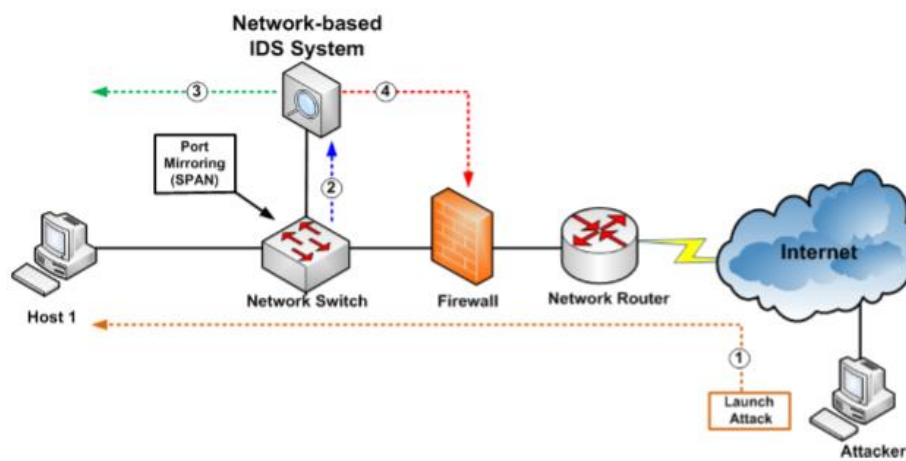 Network-based
IDS System
3
4
Port
Mirroring
(SPAN)
2
Internet
Network Switch
Firewall
Network Router
Host 1
1
Launch
Attack
Attacker